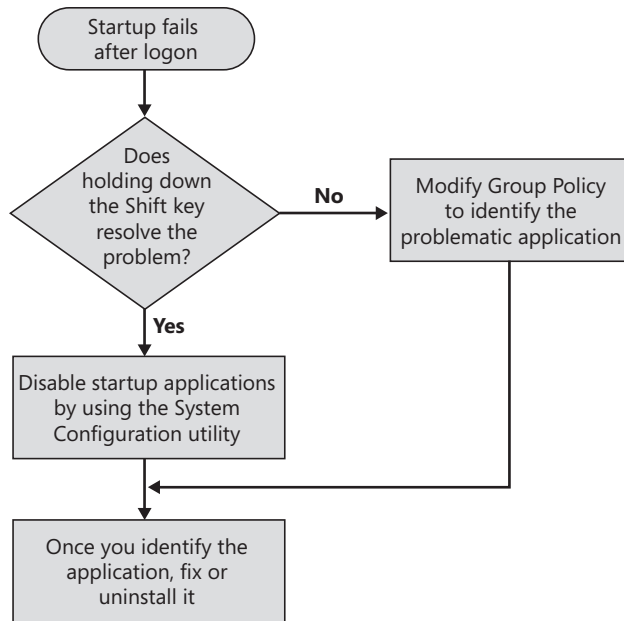 Startup fails
after logon
Does
holding down
the Shift key
resolve the
problem?
No
Modify Group Policy
to identify the
problematic application
Yes
Disable startup applications
by using the System
Configuration utility
Once you identify the
application, fix or
uninstall it